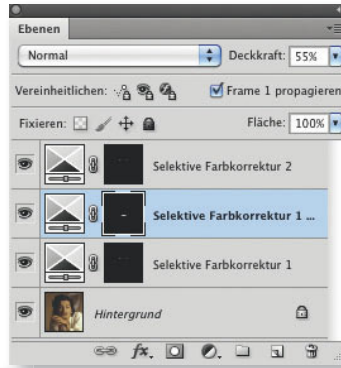 Ebenen
Normal Deckkraft: 55%
Vereinheitlichen: Frame 1 propagieren
Fixieren: Fläche: 100%
Selektive Farbkorrektur 2
Selektive Farbkorrektur 1 ...
Selektive Farbkorrektur 1
Hintergrund
fx.